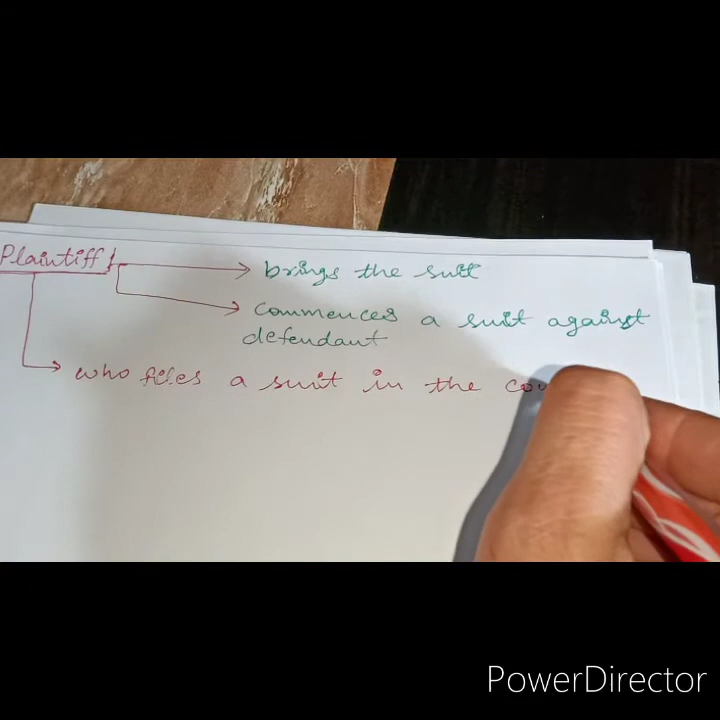 Plaintiff } brings the suit
commences a suit against
defendant
who files a suit in the
PowerDirector